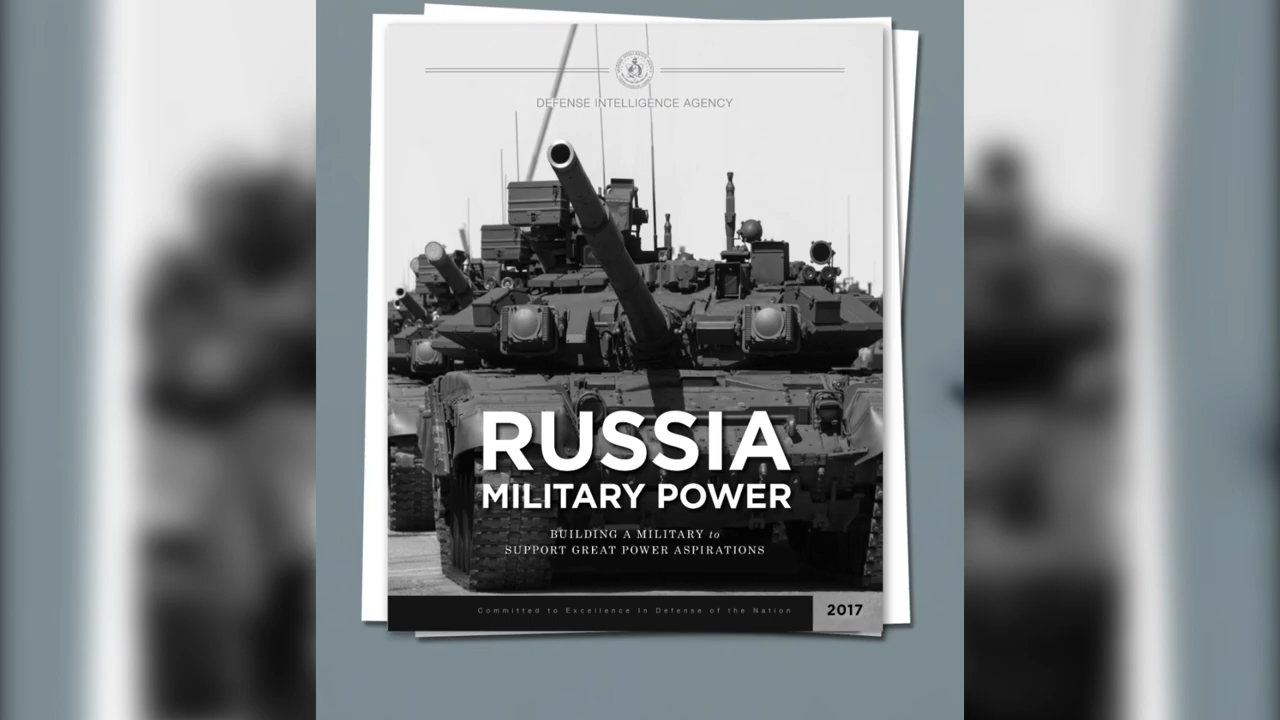 DEFENSE INTELLIGENCE AGENCY
RUSSIA
MILITARY POWER
BUILDING A MILITARY to
SUPPORT GREAT POWER ASPIRATIONS
Committed to Excellence In Defense of the Nation
2017